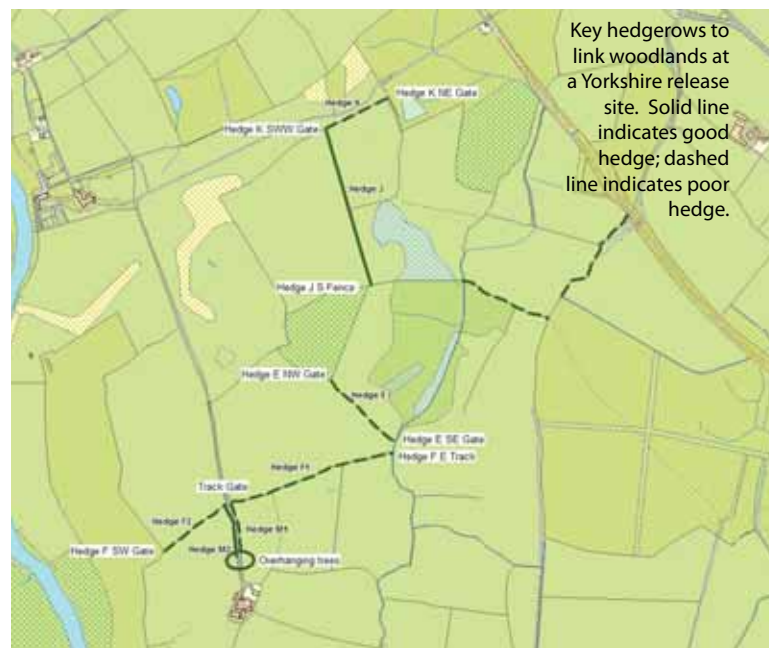 Key hedgerows to
link woodlands at
a Yorkshire release
site. Solid line
indicates good
hedge; dashed
line indicates poor
hedge.
Hedge K NE Gate
Hedge K
Hedge K SWW Gate
Hedge J
Hedge J S Fence
Hedge E NW Gate
Hedge E
Hedge E SE Gate
Hedge F E Track
Hedge F1
Track Gate
Hedge F2
Hedge M1
Hedge F SW Gate
Hedge M2
Overhanging trees